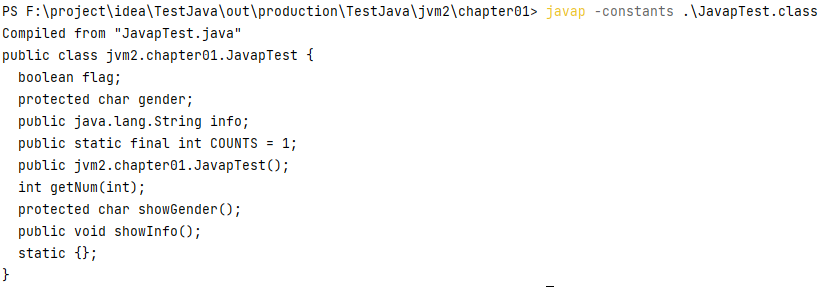 PS F:\project\idea\TestJava\out\production\TestJava\jvm2\chapter01> javap -constants .\JavapTest.class
Compiled from "JavapTest.java"
public class jvm2.chapter01.JavapTest {
  boolean flag;
  protected char gender;
  public java.lang.String info;
  public static final int COUNTS = 1;
  public jvm2.chapter01.JavapTest();
  int getNum(int);
  protected char showGender();
  public void showInfo();
  static {};
}